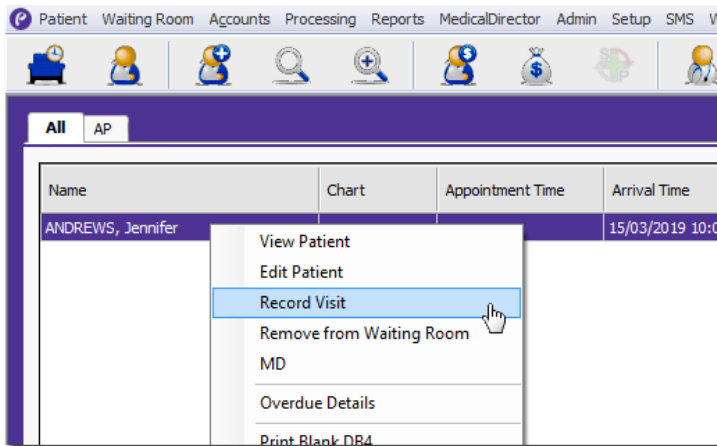 Patient Waiting Room Accounts Processing Reports MedicalDirector Admin Setup SMS
All AP
Name Chart Appointment Time Arrival Time
ANDREWS, Jennifer 15/03/2019 10:0
View Patient
Edit Patient
Record Visit
Remove from Waiting Room
MD
Overdue Details
Print Blank DB4